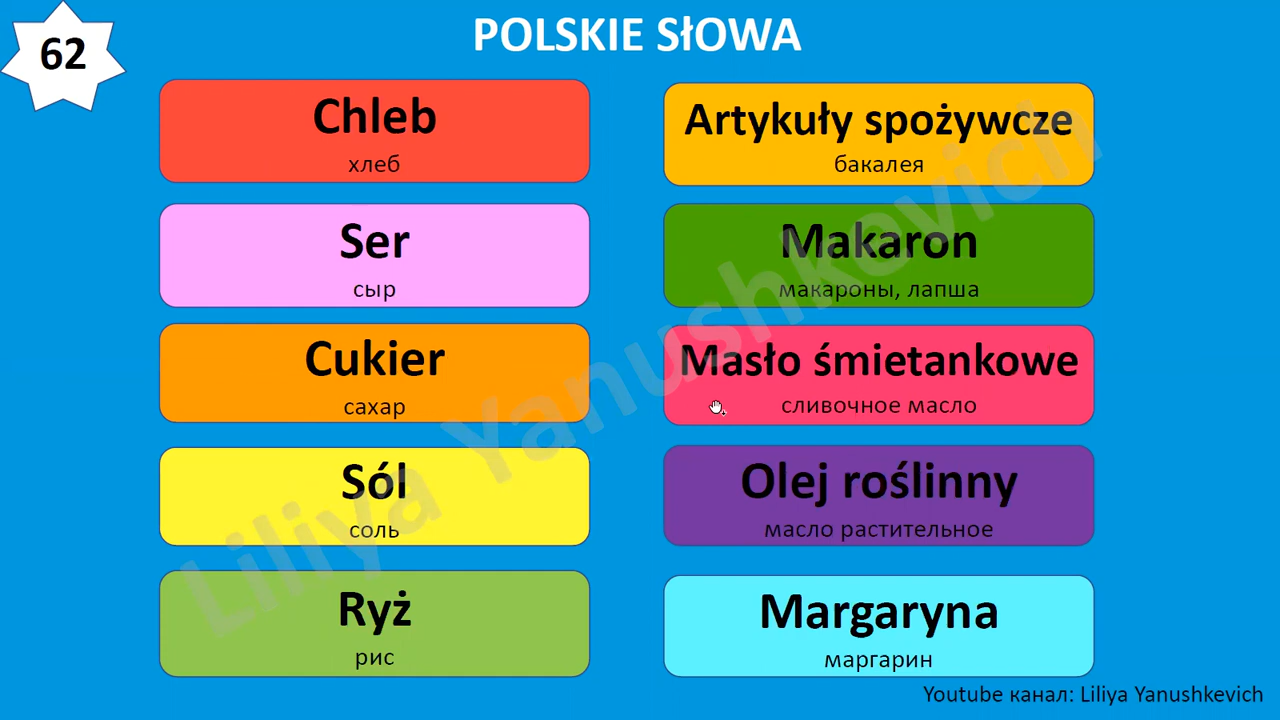 62
POLSKIE SŁOWA
Chleb
хлеб
Ser
сыр
Cukier
сахар
Sól
соль
Ryż
рис
Artykuły spożywcze
бакалея
Makaron
макароны, лапша
Masło śmietankowe
сливочное масло
Olej roślinny
масло растительное
Margaryna
маргарин
Liliya Yanushkevich
Youtube канал: Liliya Yanushkevich